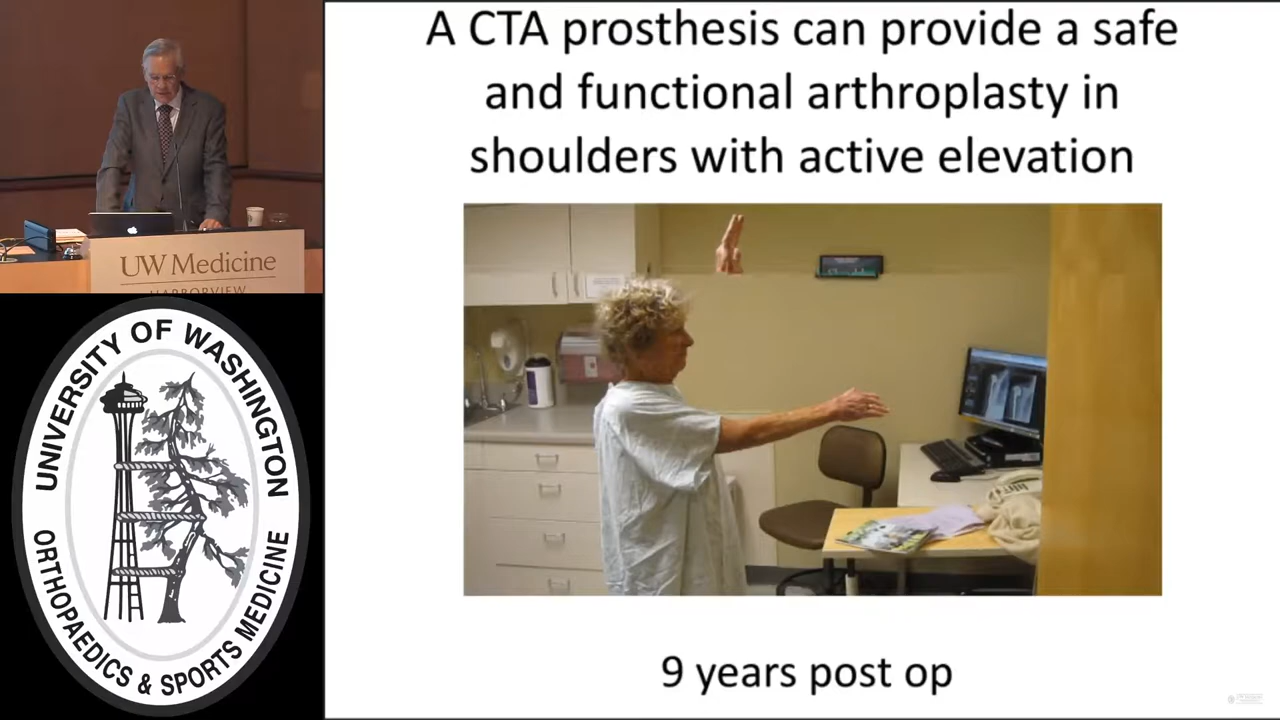 A CTA prosthesis can provide a safe
and functional arthroplasty in
shoulders with active elevation
9 years post op
UW Medicine
HARBORVIEW
UNIVERSITY OF WASHINGTON
ORTHOPAEDICS & SPORTS MEDICINE